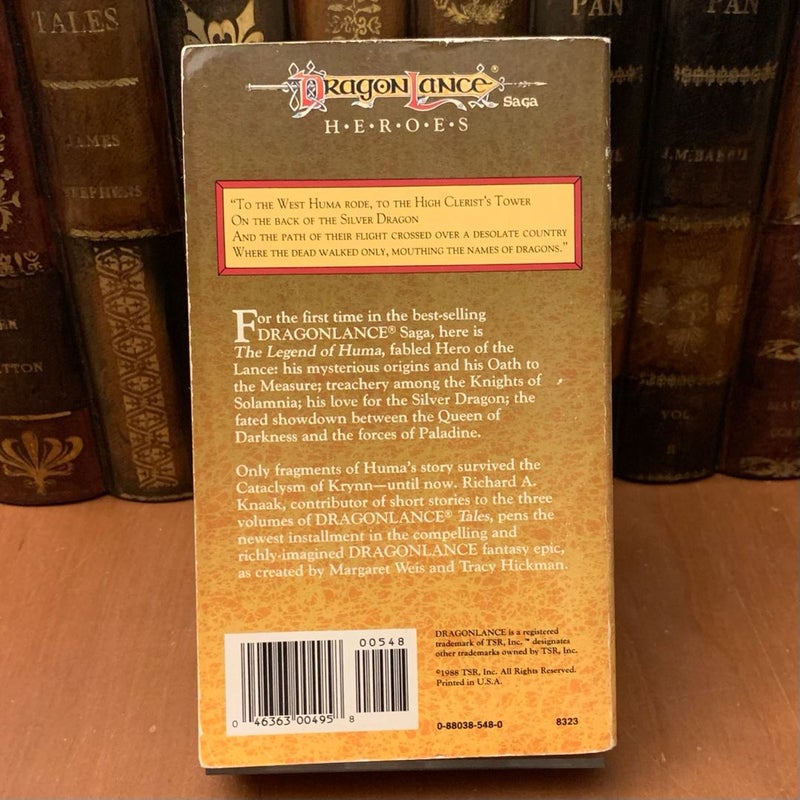 TALES
PAN
PAN
JAMES
STEPHENS
J.M. BARRIE
VOL
DragonLance®
Saga
H•E•R•O•E•S
“To the West Huma rode, to the High Clerist’s Tower
On the back of the Silver Dragon
And the path of their flight crossed over a desolate country
Where the dead walked only, mouthing the names of dragons.”
For the first time in the best-selling
DRAGONLANCE® Saga, here is
The Legend of Huma, fabled Hero of the
Lance: his mysterious origins and his Oath to
the Measure; treachery among the Knights of
Solamnia; his love for the Silver Dragon; the
fated showdown between the Queen of
Darkness and the forces of Paladine.
Only fragments of Huma’s story survived the
Cataclysm of Krynn—until now. Richard A.
Knaak, contributor of short stories to the three
volumes of DRAGONLANCE® Tales, pens the
newest installment in the compelling and
richly-imagined DRAGONLANCE fantasy epic,
as created by Margaret Weis and Tracy Hickman.
00548
0 46363 00495 8
DRAGONLANCE is a registered
trademark of TSR, Inc. ™ designates
other trademarks owned by TSR, Inc.
©1988 TSR, Inc. All Rights Reserved.
Printed in U.S.A.
0-88038-548-0
8323